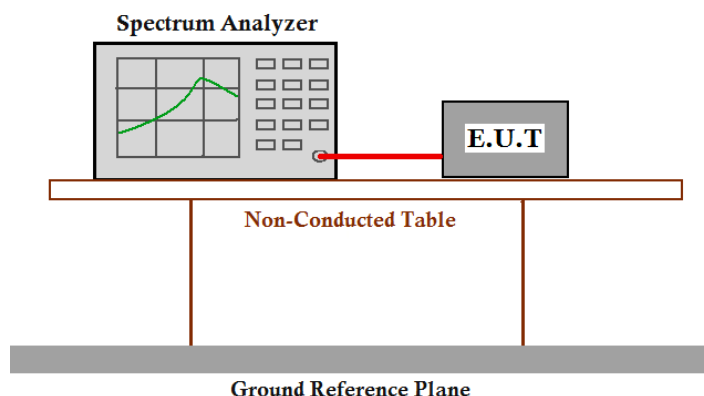 Spectrum Analyzer
E.U.T
Non-Conducted Table
Ground Reference Plane